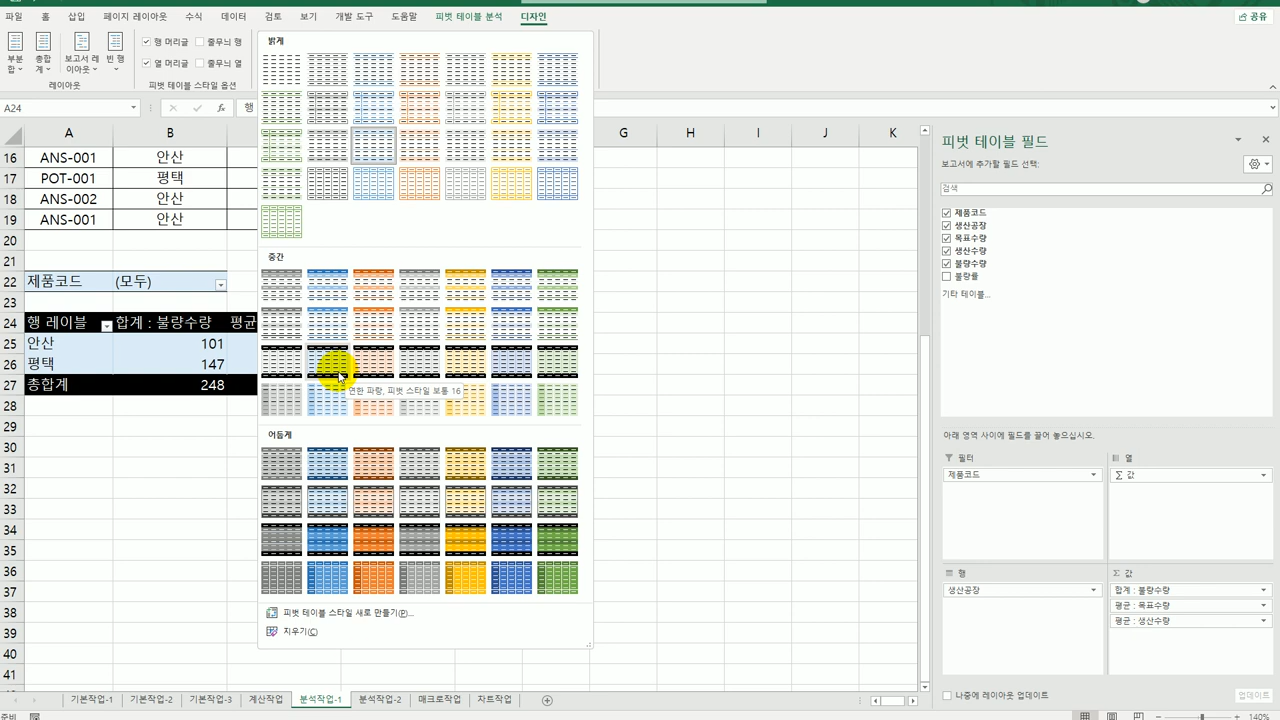 파일 홈 삽입 페이지 레이아웃 수식 데이터 검토 보기 개발 도구 도움말 피벗 테이블 분석 디자인 공유
부분합 총합계 보고서 레이아웃 빈 행
행 머리글 줄무늬 행
열 머리글 줄무늬 열
레이아웃 피벗 테이블 스타일 옵션
A24 fx 행
A B G H I J K
16 ANS-001 안산
17 POT-001 평택
18 ANS-002 안산
19 ANS-001 안산
20
21
22 제품코드 (모두)
23
24 행 레이블 합계 : 불량수량 평균
25 안산 101
26 평택 147
27 총합계 248
28
29
30
31
32
33
34
35
36
37
38
39
40
41
밝게
중간
연한 파랑, 피벗 스타일 보통 16
어둡게
피벗 테이블 스타일 새로 만들기(P)...
지우기(C)
피벗 테이블 필드
보고서에 추가할 필드 선택:
검색
제품코드
생산공장
목표수량
생산수량
불량수량
불량률
기타 테이블...
아래 영역 사이에 필드를 끌어 놓으십시오.
필터 열
제품코드 Σ 값
행 Σ 값
생산공장 합계 : 불량수량
평균 : 목표수량
평균 : 생산수량
나중에 레이아웃 업데이트 업데이트
기본작업-1 기본작업-2 기본작업-3 계산작업 분석작업-1 분석작업-2 매크로작업 차트작업
준비 140%